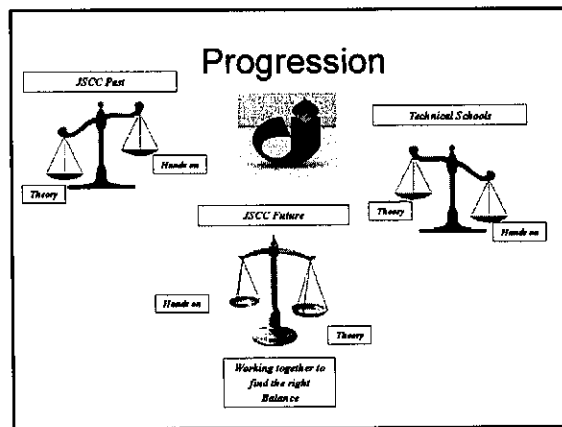 Progression
JSCC Past
Hands on
Theory
Technical Schools
Theory
Hands on
JSCC Future
Hands on
Theory
Working together to
find the right
Balance